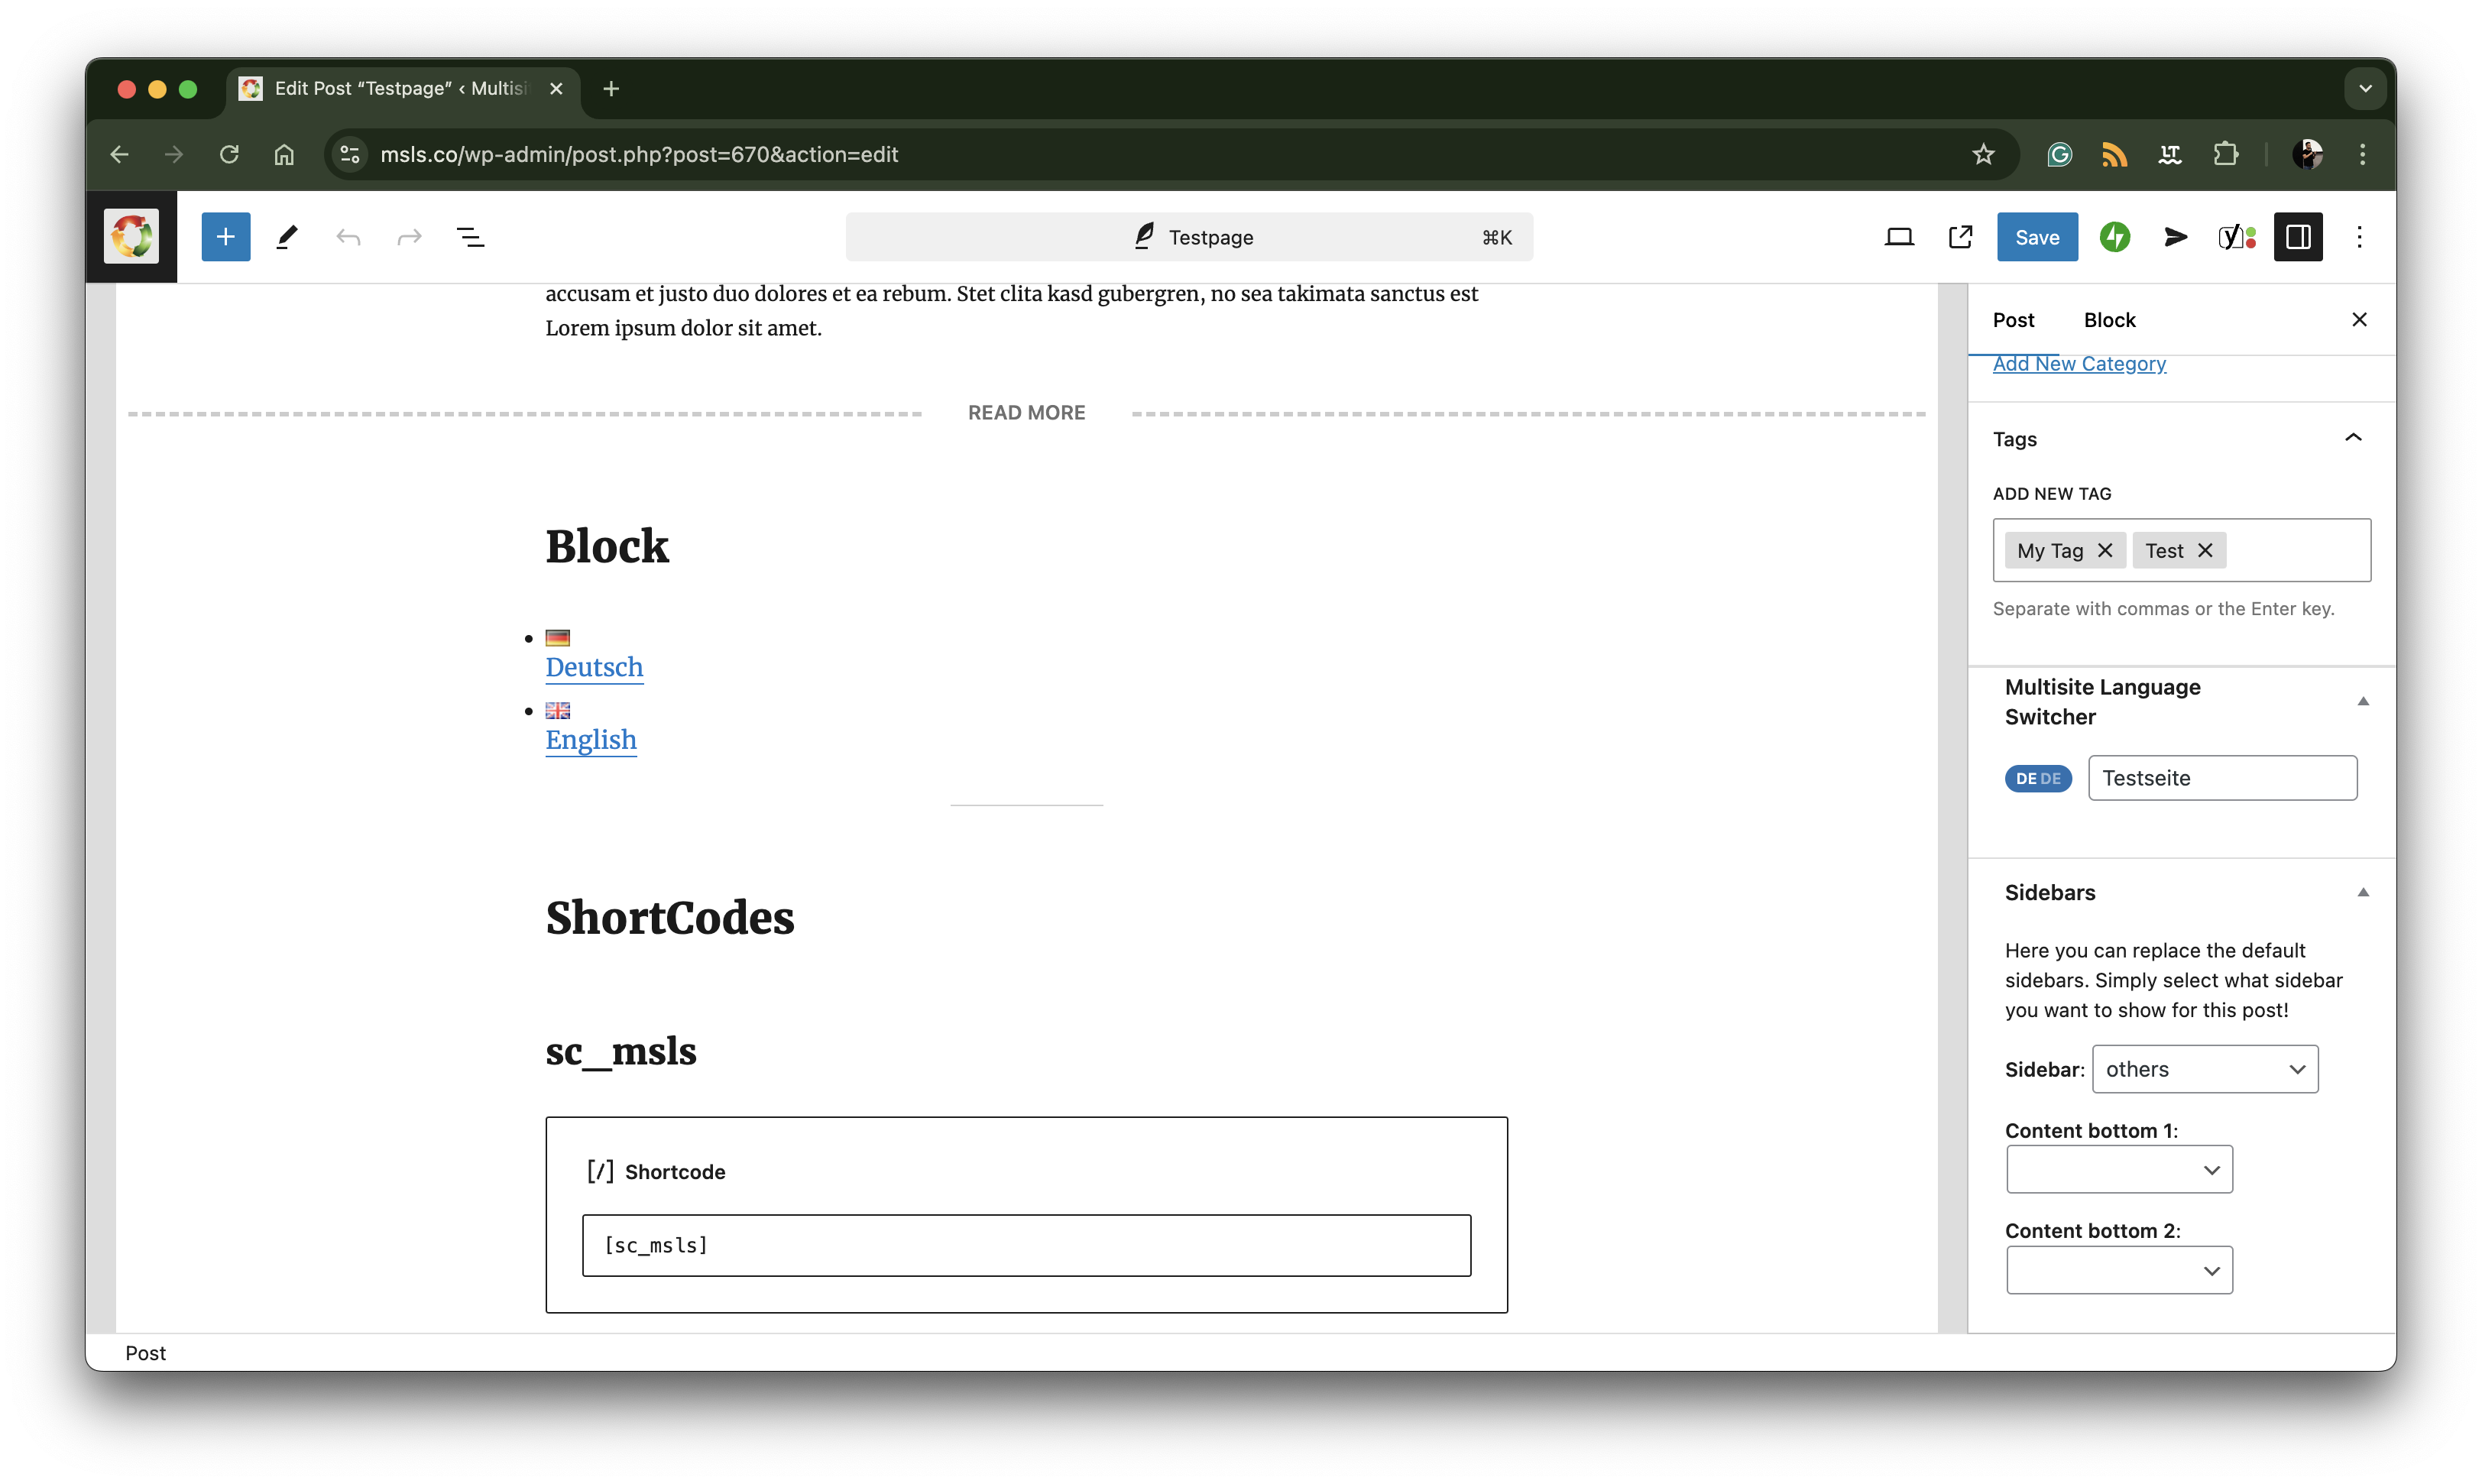 Edit Post “Testpage” ‹ Multisi
msls.co/wp-admin/post.php?post=670&action=edit
Testpage
⌘K
Save
accusam et justo duo dolores et ea rebum. Stet clita kasd gubergren, no sea takimata sanctus est
Lorem ipsum dolor sit amet.
READ MORE
Block
Deutsch
English
ShortCodes
sc_msls
[/] Shortcode
[sc_msls]
Post
Post
Block
Add New Category
Tags
ADD NEW TAG
My Tag
Test
Separate with commas or the Enter key.
Multisite Language
Switcher
DE DE
Testseite
Sidebars
Here you can replace the default
sidebars. Simply select what sidebar
you want to show for this post!
Sidebar: others
Content bottom 1:
Content bottom 2: